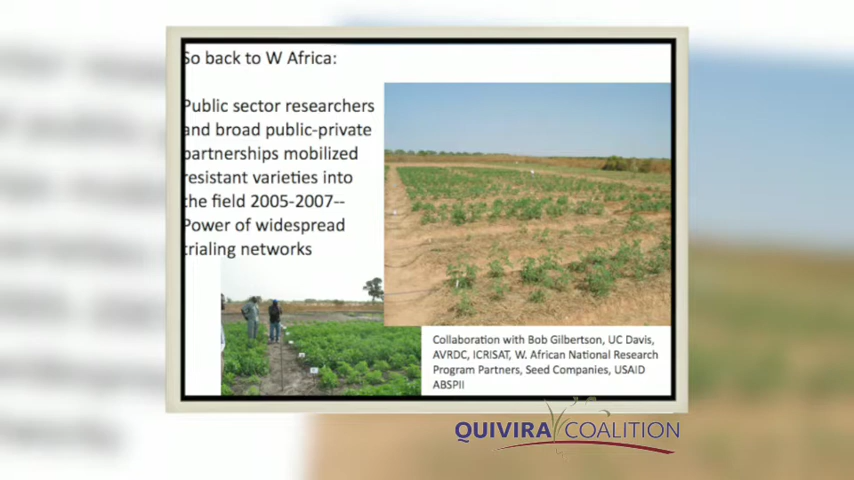 So back to W Africa:
Public sector researchers
and broad public-private
partnerships mobilized
resistant varieties into
the field 2005-2007--
Power of widespread
trialing networks
Collaboration with Bob Gilbertson, UC Davis,
AVRDC, ICRISAT, W. African National Research
Program Partners, Seed Companies, USAID
ABSPII
QUIVIRA COALITION